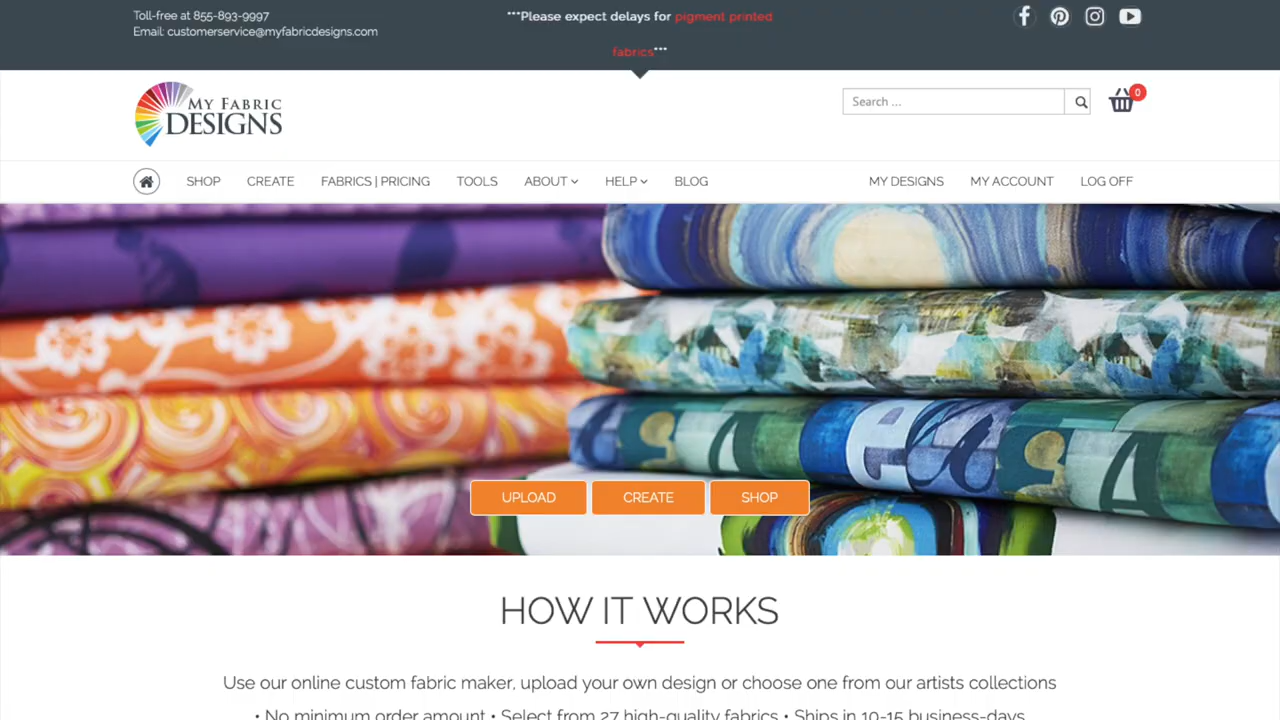 Toll-free at 855-893-9997
Email: customerservice@myfabricdesigns.com
***Please expect delays for pigment printed
fabrics***
MY FABRIC
DESIGNS
Search ...
0
SHOP
CREATE
FABRICS | PRICING
TOOLS
ABOUT
HELP
BLOG
MY DESIGNS
MY ACCOUNT
LOG OFF
UPLOAD
CREATE
SHOP
HOW IT WORKS
Use our online custom fabric maker, upload your own design or choose one from our artists collections
• No minimum order amount • Select from 27 high-quality fabrics • Ships in 10-15 business-days